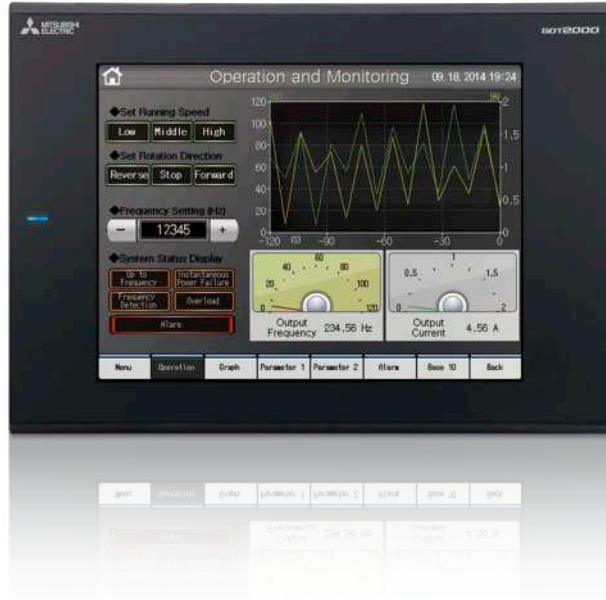 MITSUBISHI
ELECTRIC
GOT2000
Operation and Monitoring
09. 18. 2014 19:24
◆Set Running Speed
Low Middle High
◆Set Rotation Direction
Reverse Stop Forward
◆Frequency Setting (Hz)
− 12345 +
◆System Status Display
Up to
Frequency
Instantaneous
Power Failure
Frequency
Detection
Overload
Alarm
120
100
80
60
40
20
0
2
1.5
1
0.5
0
-120 -90 -60 -30 0
0 20 40 60 80 100 120
Output
Frequency 234.56 Hz
0.5 1 1.5 2
Output
Current 4.56 A
Menu Operation Graph Parameter 1 Parameter 2 Alarm Base 10 Back